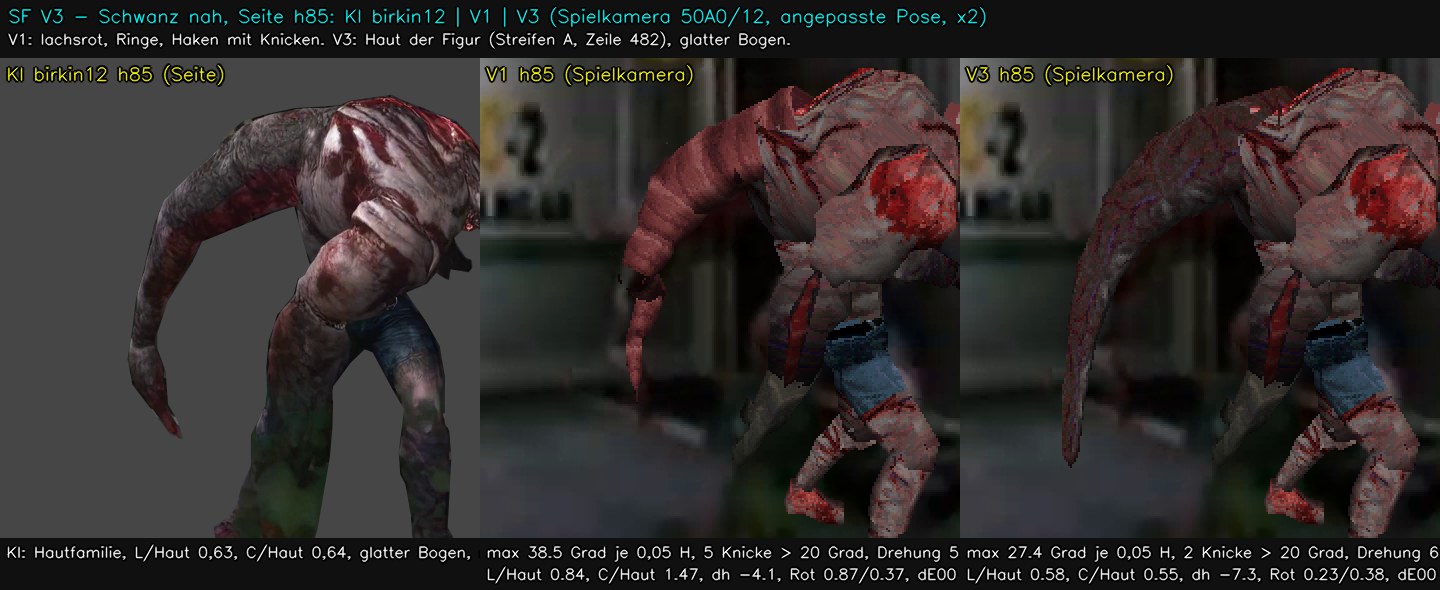 SF V3 – Schwanz nah, Seite h85: KI birkin12 | V1 | V3 (Spielkamera 50A0/12, angepasste Pose, x2)
V1: lachsrot, Ringe, Haken mit Knicken. V3: Haut der Figur (Streifen A, Zeile 482), glatter Bogen.
KI birkin12 h85 (Seite)
V1 h85 (Spielkamera)
V3 h85 (Spielkamera)
KI: Hautfamilie, L/Haut 0,63, C/Haut 0,64, glatter Bogen,
max 38.5 Grad je 0,05 H, 5 Knicke > 20 Grad, Drehung 5
L/Haut 0.84, C/Haut 1.47, dh -4.1, Rot 0.87/0.37, dE00
max 27.4 Grad je 0,05 H, 2 Knicke > 20 Grad, Drehung 6
L/Haut 0.58, C/Haut 0.55, dh -7.3, Rot 0.23/0.38, dE00